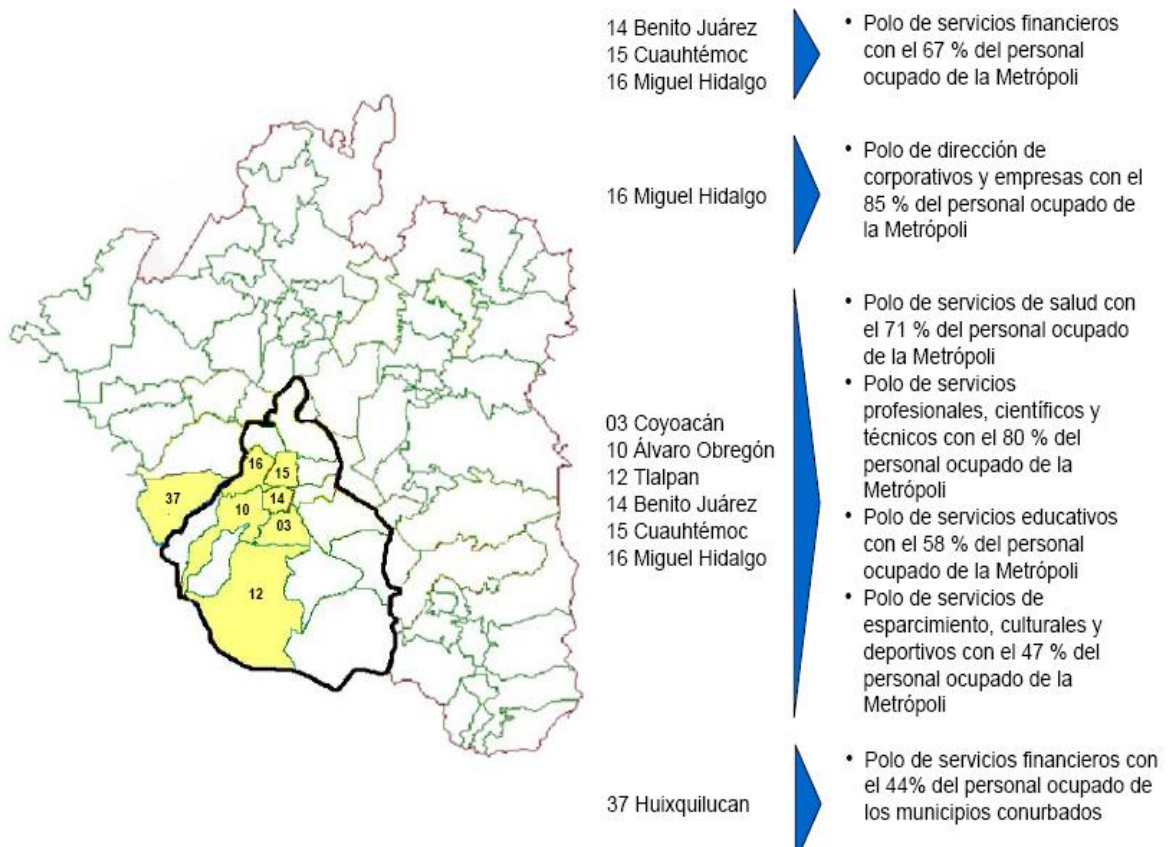 14 Benito Juárez
15 Cuauhtémoc
16 Miguel Hidalgo
• Polo de servicios financieros
con el 67 % del personal
ocupado de la Metrópoli
16 Miguel Hidalgo
• Polo de dirección de
corporativos y empresas con el
85 % del personal ocupado de
la Metrópoli
03 Coyoacán
10 Álvaro Obregón
12 Tlalpan
14 Benito Juárez
15 Cuauhtémoc
16 Miguel Hidalgo
• Polo de servicios de salud con
el 71 % del personal ocupado
de la Metrópoli
• Polo de servicios
profesionales, científicos y
técnicos con el 80 % del
personal ocupado de la
Metrópoli
• Polo de servicios educativos
con el 58 % del personal
ocupado de la Metrópoli
• Polo de servicios de
esparcimiento, culturales y
deportivos con el 47 % del
personal ocupado de la
Metrópoli
37 Huixquilucan
• Polo de servicios financieros con
el 44% del personal ocupado de
los municipios conurbados
16
15
37
14
10
03
12